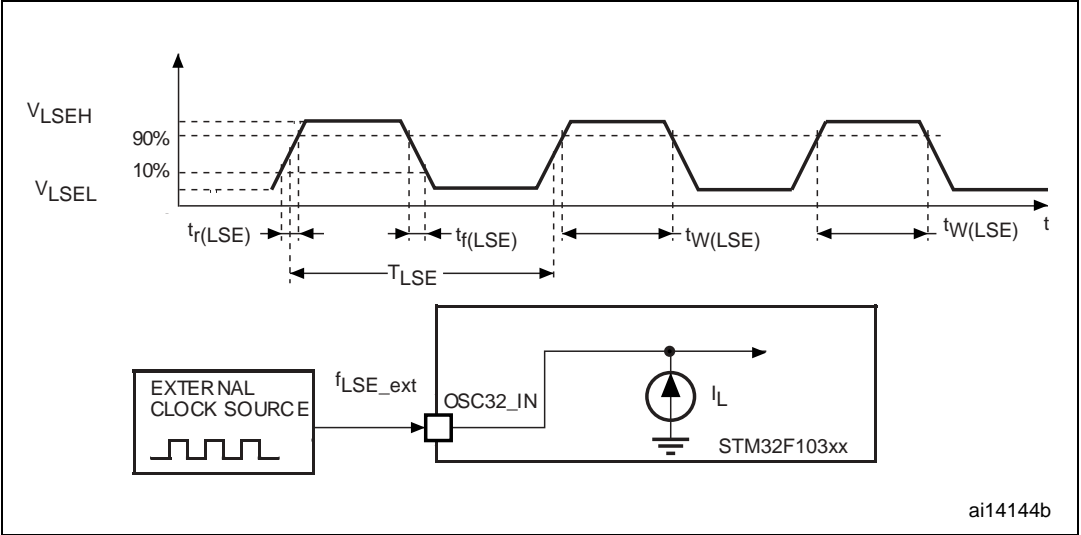 VLSEH
90%
10%
VLSEL
tr(LSE)
tf(LSE)
tW(LSE)
tW(LSE)
t
TLSE
EXTERNAL
CLOCK SOURCE
fLSE_ext
OSC32_IN
IL
STM32F103xx
ai14144b